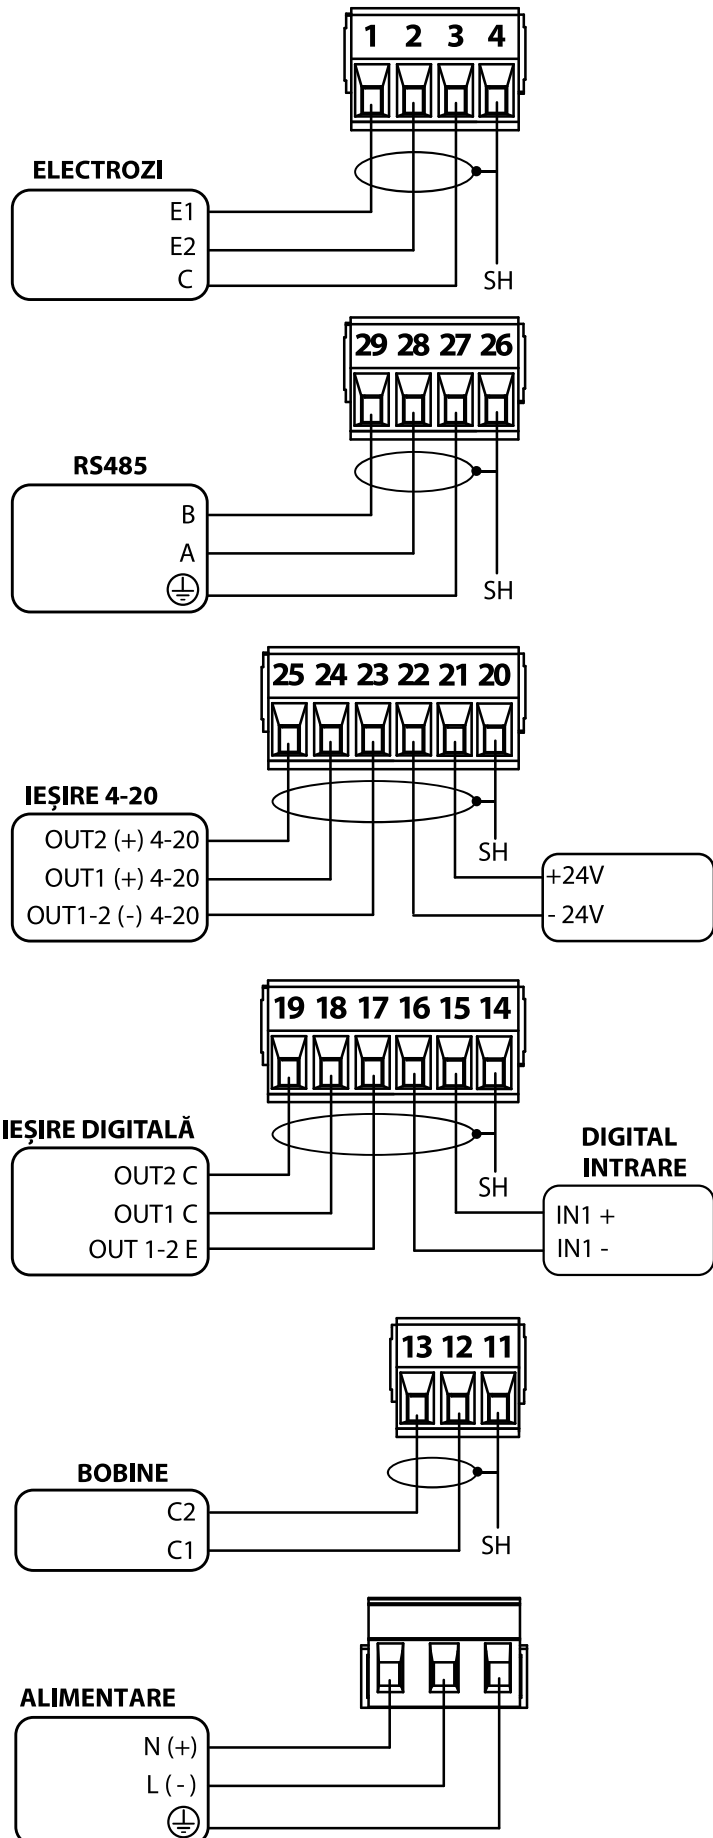 1 2 3 4
ELECTROZI
E1
E2
C
SH
29 28 27 26
RS485
B
A
SH
25 24 23 22 21 20
IEȘIRE 4-20
OUT2 (+) 4-20
OUT1 (+) 4-20
OUT1-2 (-) 4-20
SH
+24V
- 24V
19 18 17 16 15 14
IEȘIRE DIGITALĂ
OUT2 C
OUT1 C
OUT 1-2 E
SH
DIGITAL
INTRARE
IN1 +
IN1 -
13 12 11
BOBINE
C2
C1
SH
ALIMENTARE
N (+)
L ( - )